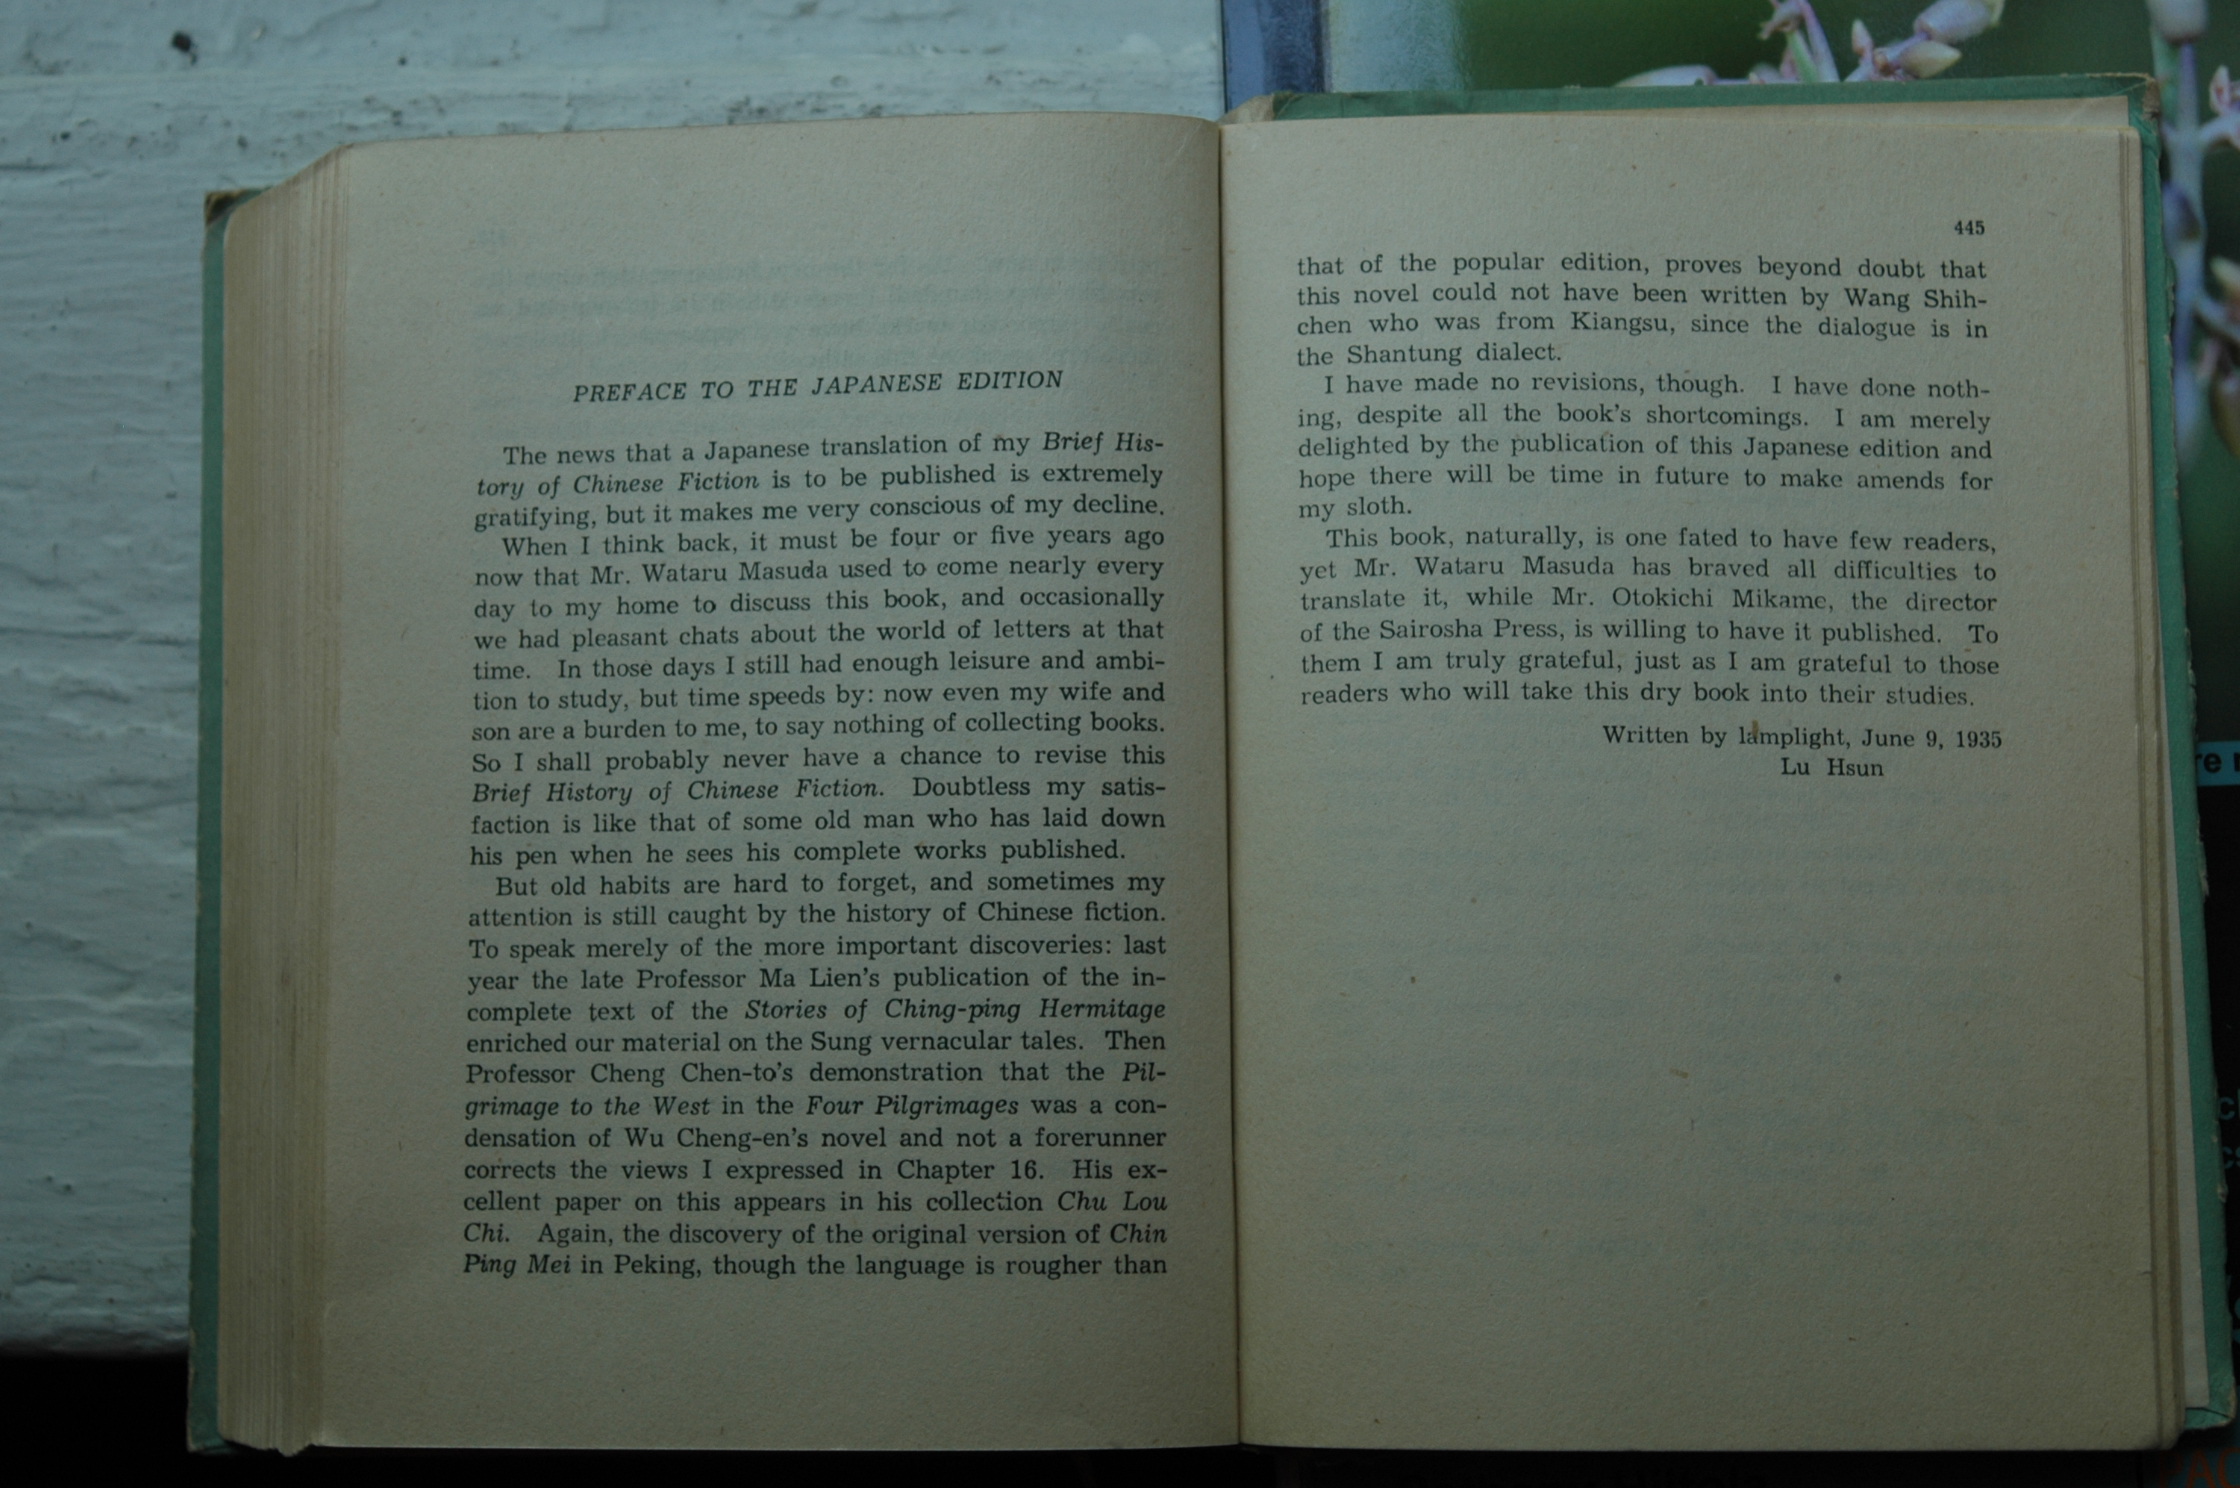 PREFACE TO THE JAPANESE EDITION
The news that a Japanese translation of my Brief His-
tory of Chinese Fiction is to be published is extremely
gratifying, but it makes me very conscious of my decline.
When I think back, it must be four or five years ago
now that Mr. Wataru Masuda used to come nearly every
day to my home to discuss this book, and occasionally
we had pleasant chats about the world of letters at that
time. In those days I still had enough leisure and ambi-
tion to study, but time speeds by: now even my wife and
son are a burden to me, to say nothing of collecting books.
So I shall probably never have a chance to revise this
Brief History of Chinese Fiction. Doubtless my satis-
faction is like that of some old man who has laid down
his pen when he sees his complete works published.
But old habits are hard to forget, and sometimes my
attention is still caught by the history of Chinese fiction.
To speak merely of the more important discoveries: last
year the late Professor Ma Lien's publication of the in-
complete text of the Stories of Ching-ping Hermitage
enriched our material on the Sung vernacular tales. Then
Professor Cheng Chen-to's demonstration that the Pil-
grimage to the West in the Four Pilgrimages was a con-
densation of Wu Cheng-en's novel and not a forerunner
corrects the views I expressed in Chapter 16. His ex-
cellent paper on this appears in his collection Chu Lou
Chi. Again, the discovery of the original version of Chin
Ping Mei in Peking, though the language is rougher than
445
that of the popular edition, proves beyond doubt that
this novel could not have been written by Wang Shih-
chen who was from Kiangsu, since the dialogue is in
the Shantung dialect.
I have made no revisions, though. I have done noth-
ing, despite all the book's shortcomings. I am merely
delighted by the publication of this Japanese edition and
hope there will be time in future to make amends for
my sloth.
This book, naturally, is one fated to have few readers,
yet Mr. Wataru Masuda has braved all difficulties to
translate it, while Mr. Otokichi Mikame, the director
of the Sairosha Press, is willing to have it published. To
them I am truly grateful, just as I am grateful to those
readers who will take this dry book into their studies.
Written by lamplight, June 9, 1935
Lu Hsun